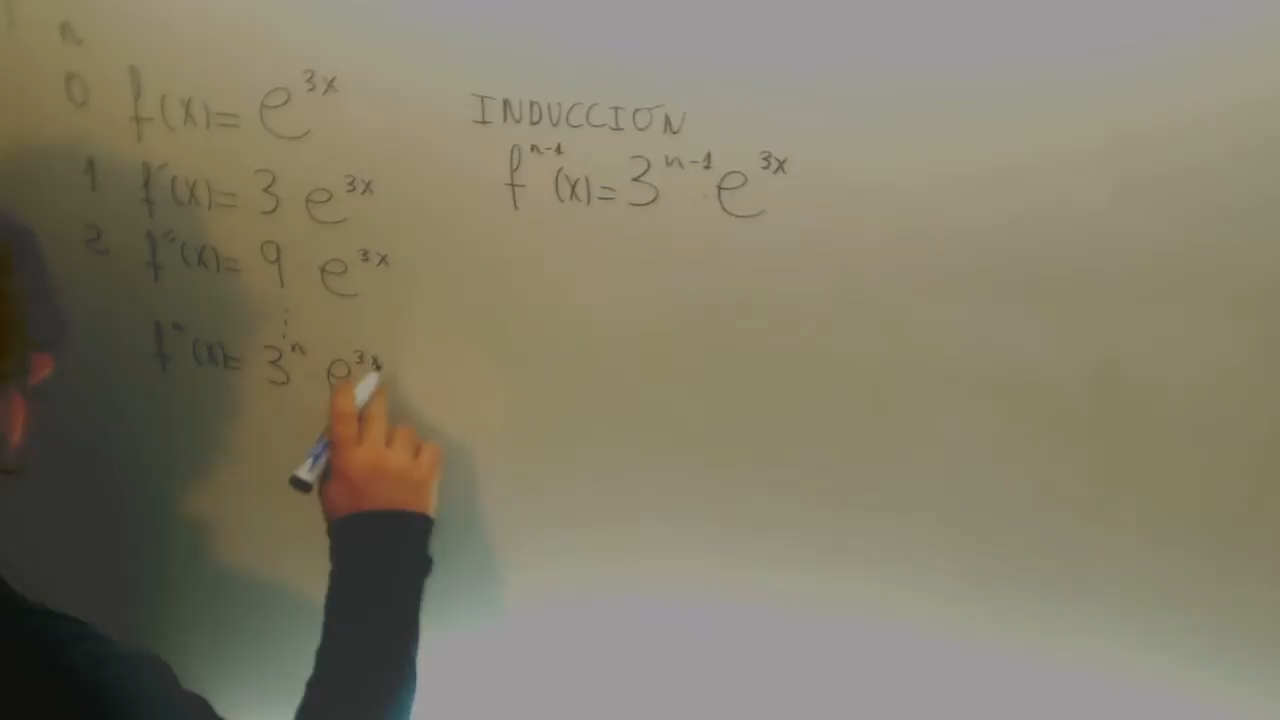 n
0 f(x)= e^{3x}
1 f'(x)= 3 e^{3x}
2 f''(x)= 9 e^{3x}
⋮
f^n(x)= 3^n e^{3x}
INDUCCION
f^{n-1}(x)= 3^{n-1} · e^{3x}